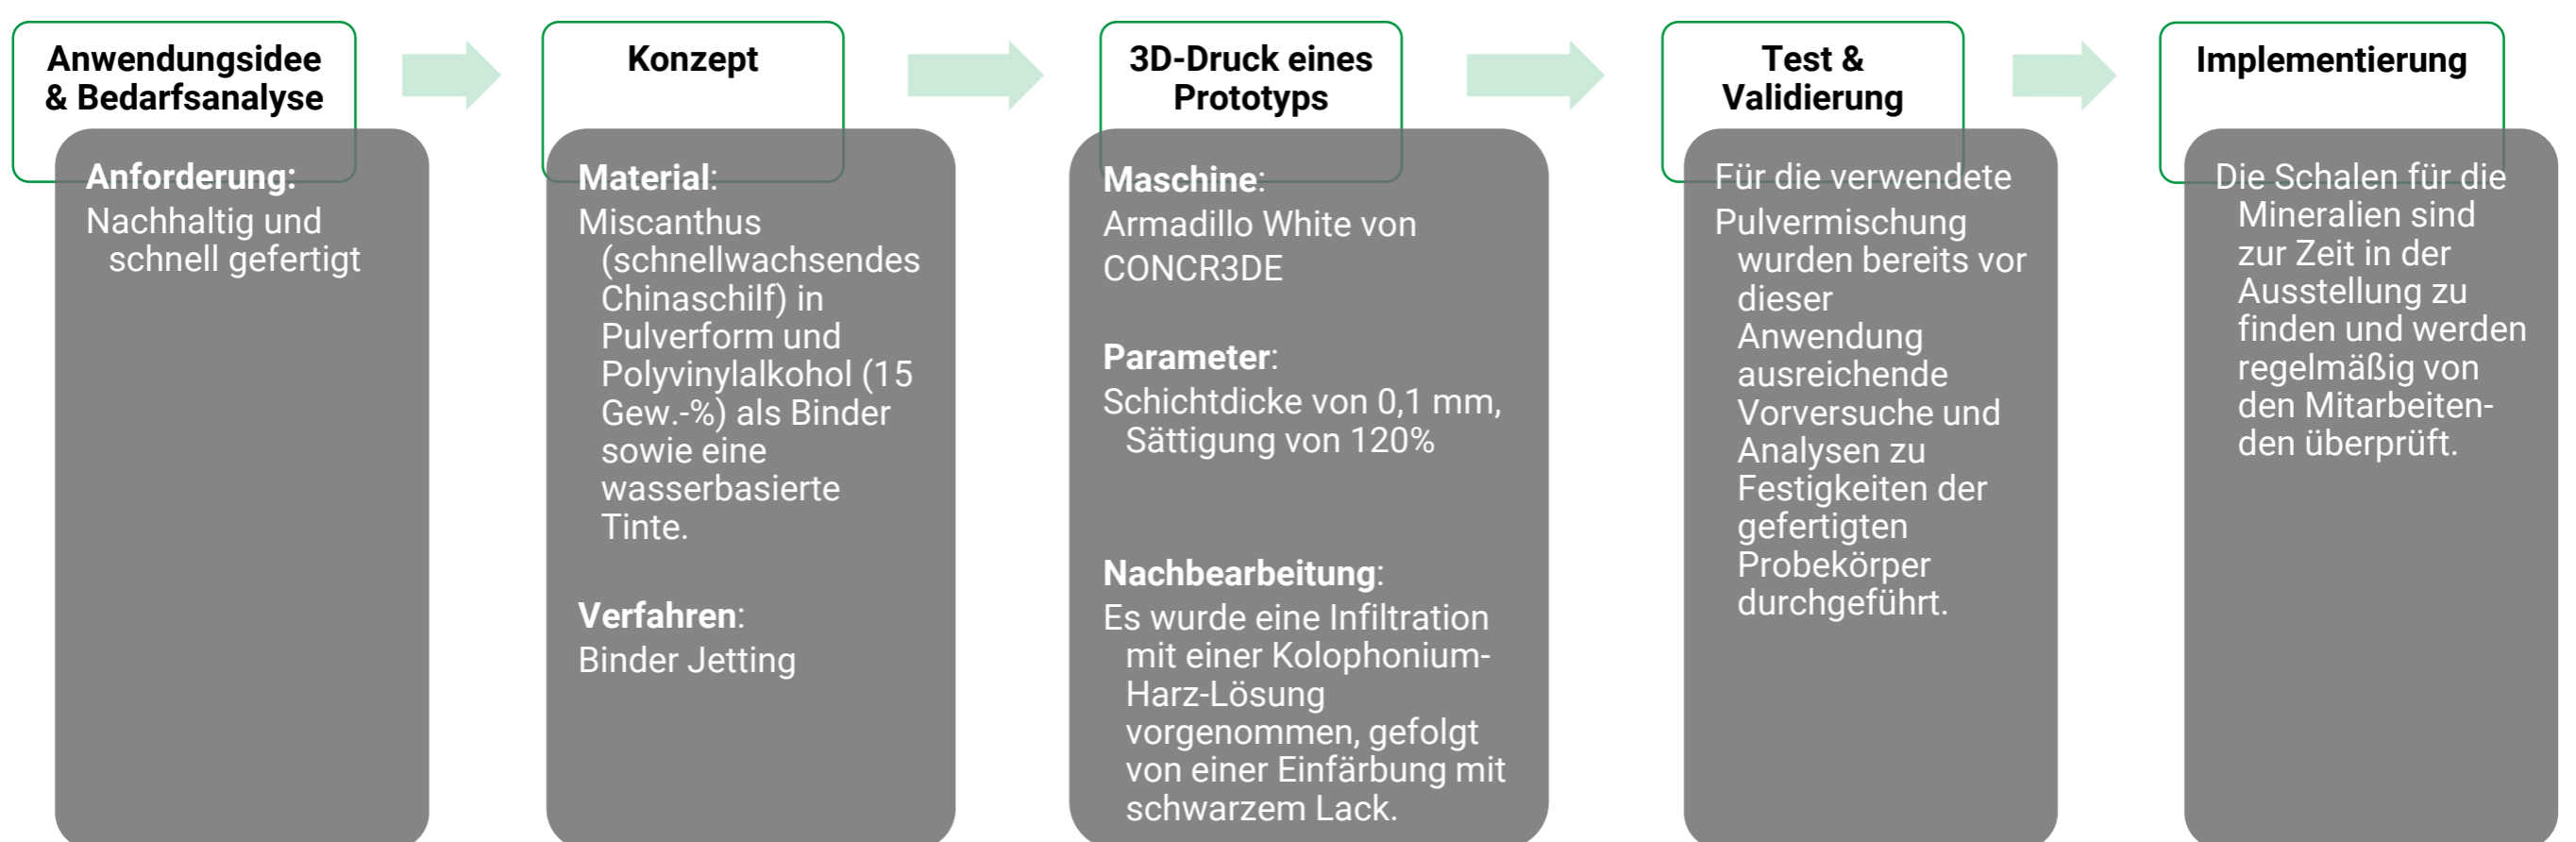 Anwendungsidee
& Bedarfsanalyse
Anforderung:
Nachhaltig und
schnell gefertigt
Konzept
Material:
Miscanthus
(schnellwachsendes
Chinaschilf) in
Pulverform und
Polyvinylalkohol (15
Gew.-%) als Binder
sowie eine
wasserbasierte
Tinte.
Verfahren:
Binder Jetting
3D-Druck eines
Prototyps
Maschine:
Armadillo White von
CONCR3DE
Parameter:
Schichtdicke von 0,1 mm,
Sättigung von 120%
Nachbearbeitung:
Es wurde eine Infiltration
mit einer Kolophonium-
Harz-Lösung
vorgenommen, gefolgt
von einer Einfärbung mit
schwarzem Lack.
Test &
Validierung
Für die verwendete
Pulvermischung
wurden bereits vor
dieser
Anwendung
ausreichende
Vorversuche und
Analysen zu
Festigkeiten der
gefertigten
Probekörper
durchgeführt.
Implementierung
Die Schalen für die
Mineralien sind
zur Zeit in der
Ausstellung zu
finden und werden
regelmäßig von
den Mitarbeiten-
den überprüft.